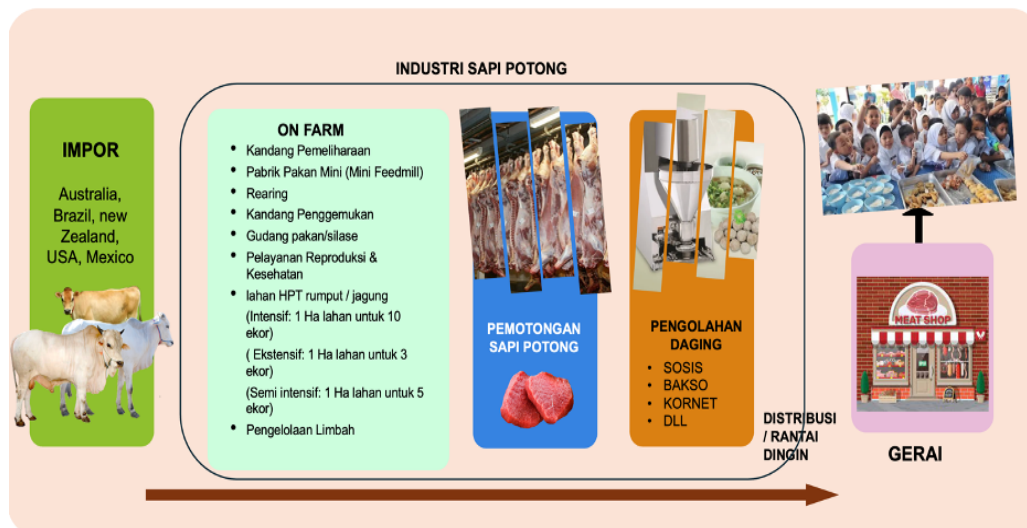 INDUSTRI SAPI POTONG
IMPOR
Australia,
Brazil, new
Zealand,
USA, Mexico
ON FARM
• Kandang Pemeliharaan
• Pabrik Pakan Mini (Mini Feedmill)
• Rearing
• Kandang Penggemukan
• Gudang pakan/silase
• Pelayanan Reproduksi &
Kesehatan
• lahan HPT rumput / jagung
(Intensif: 1 Ha lahan untuk 10
ekor)
( Ekstensif: 1 Ha lahan untuk 3
ekor)
(Semi intensif: 1 Ha lahan untuk 5
ekor)
• Pengelolaan Limbah
PEMOTONGAN
SAPI POTONG
PENGOLAHAN
DAGING
• SOSIS
• BAKSO
• KORNET
• DLL
DISTRIBUSI
/ RANTAI
DINGIN
MEAT SHOP
GERAI